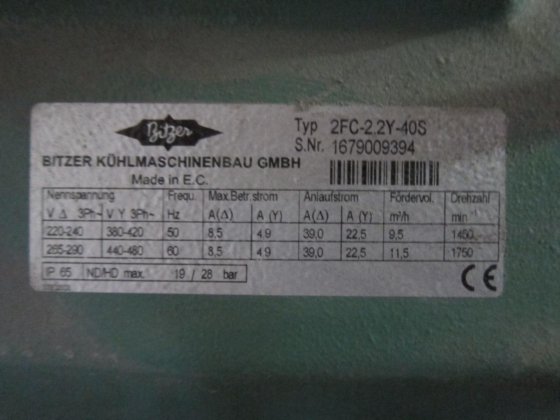 Bitzer
Typ 2FC-2.2Y-40S
S.Nr. 1679009394
BITZER KÜHLMASCHINENBAU GMBH
Made in E.C.
Nennspannung Frequ. Max.Betr.strom Anlaufstrom Fördervol. Drehzahl
V Δ 3Ph~ V Y 3Ph~ Hz A(Δ) A (Y) A(Δ) A (Y) m³/h min⁻¹
220-240 380-420 50 8,5 4,9 39,0 22,5 9,5 1450
265-290 440-480 60 8,5 4,9 39,0 22,5 11,5 1750
IP 65 ND/HD max. 19 / 28 bar
CE